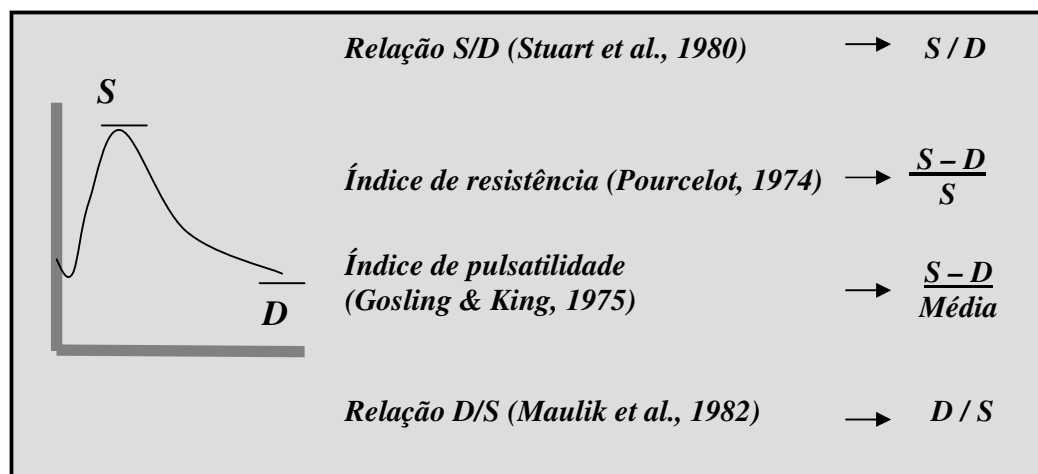 S
D
Relação S/D (Stuart et al., 1980) → S / D
Índice de resistência (Pourcelot, 1974) → S – D
S
Índice de pulsatilidade
(Gosling & King, 1975) → S – D
Média
Relação D/S (Maulik et al., 1982) → D / S